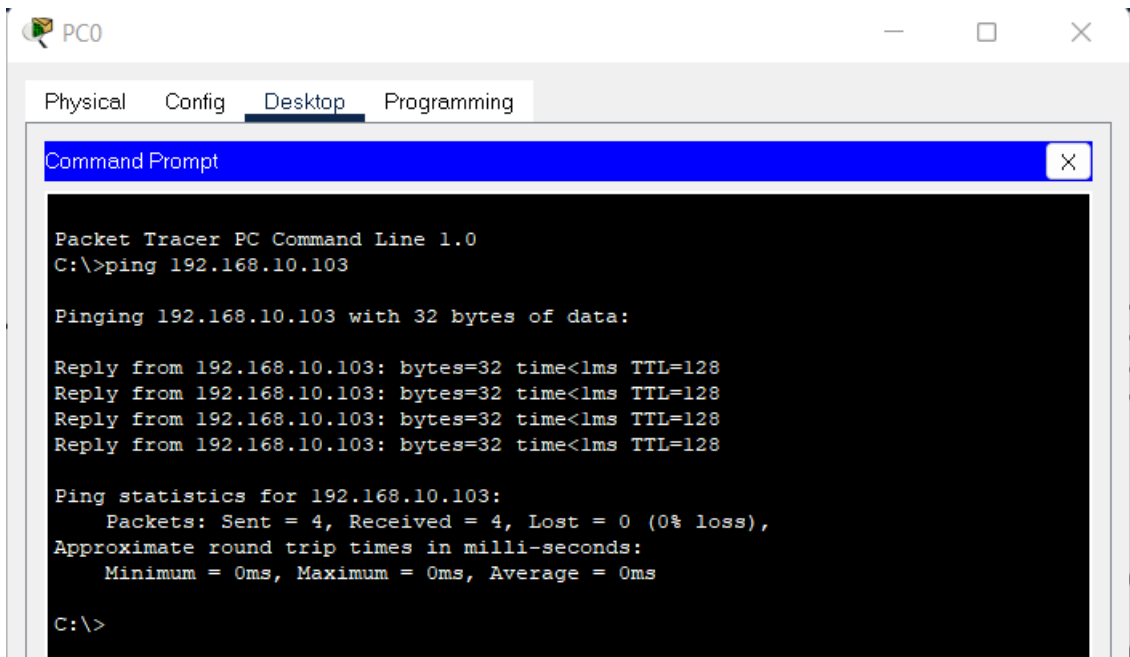 PC0
Physical Config Desktop Programming
Command Prompt X
Packet Tracer PC Command Line 1.0
C:\>ping 192.168.10.103
Pinging 192.168.10.103 with 32 bytes of data:
Reply from 192.168.10.103: bytes=32 time<1ms TTL=128
Reply from 192.168.10.103: bytes=32 time<1ms TTL=128
Reply from 192.168.10.103: bytes=32 time<1ms TTL=128
Reply from 192.168.10.103: bytes=32 time<1ms TTL=128
Ping statistics for 192.168.10.103:
Packets: Sent = 4, Received = 4, Lost = 0 (0% loss),
Approximate round trip times in milli-seconds:
Minimum = 0ms, Maximum = 0ms, Average = 0ms
C:\>